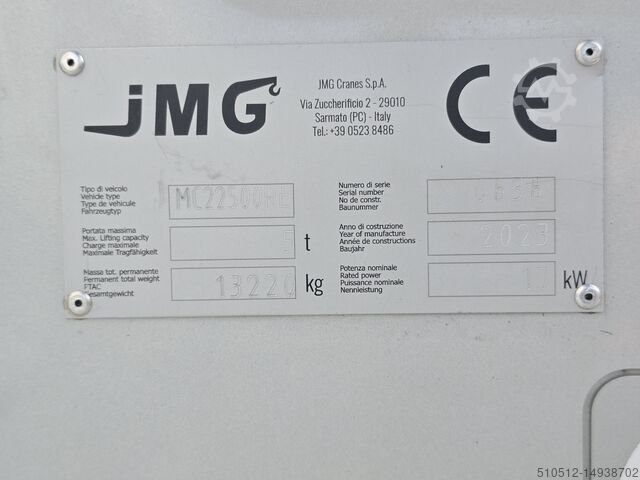 JMG
JMG Cranes S.p.A.
Via Zuccherificio 2 - 29010
Sarmato (PC) - Italy
Tel.: +39 0523 8486
CE
Tipo di veicolo
Vehicle type
Type de vehicule
Fahrzeugtyp
Numero di serie
Serial number
No de constr.
Baunummer
Portata massima
Max. Lifting capacity
Charge maximale
Maximale Tragfähigkeit
t
Anno di costruzione
Year of manufacture
Année de constructions
Baujahr
2023
Massa tot. permanente
Permanent total weight
PTAC
Gesamtgewicht
13220 kg
Potenza nominale
Rated power
Puissance nominale
Nennleistung
kW
510512-14938702